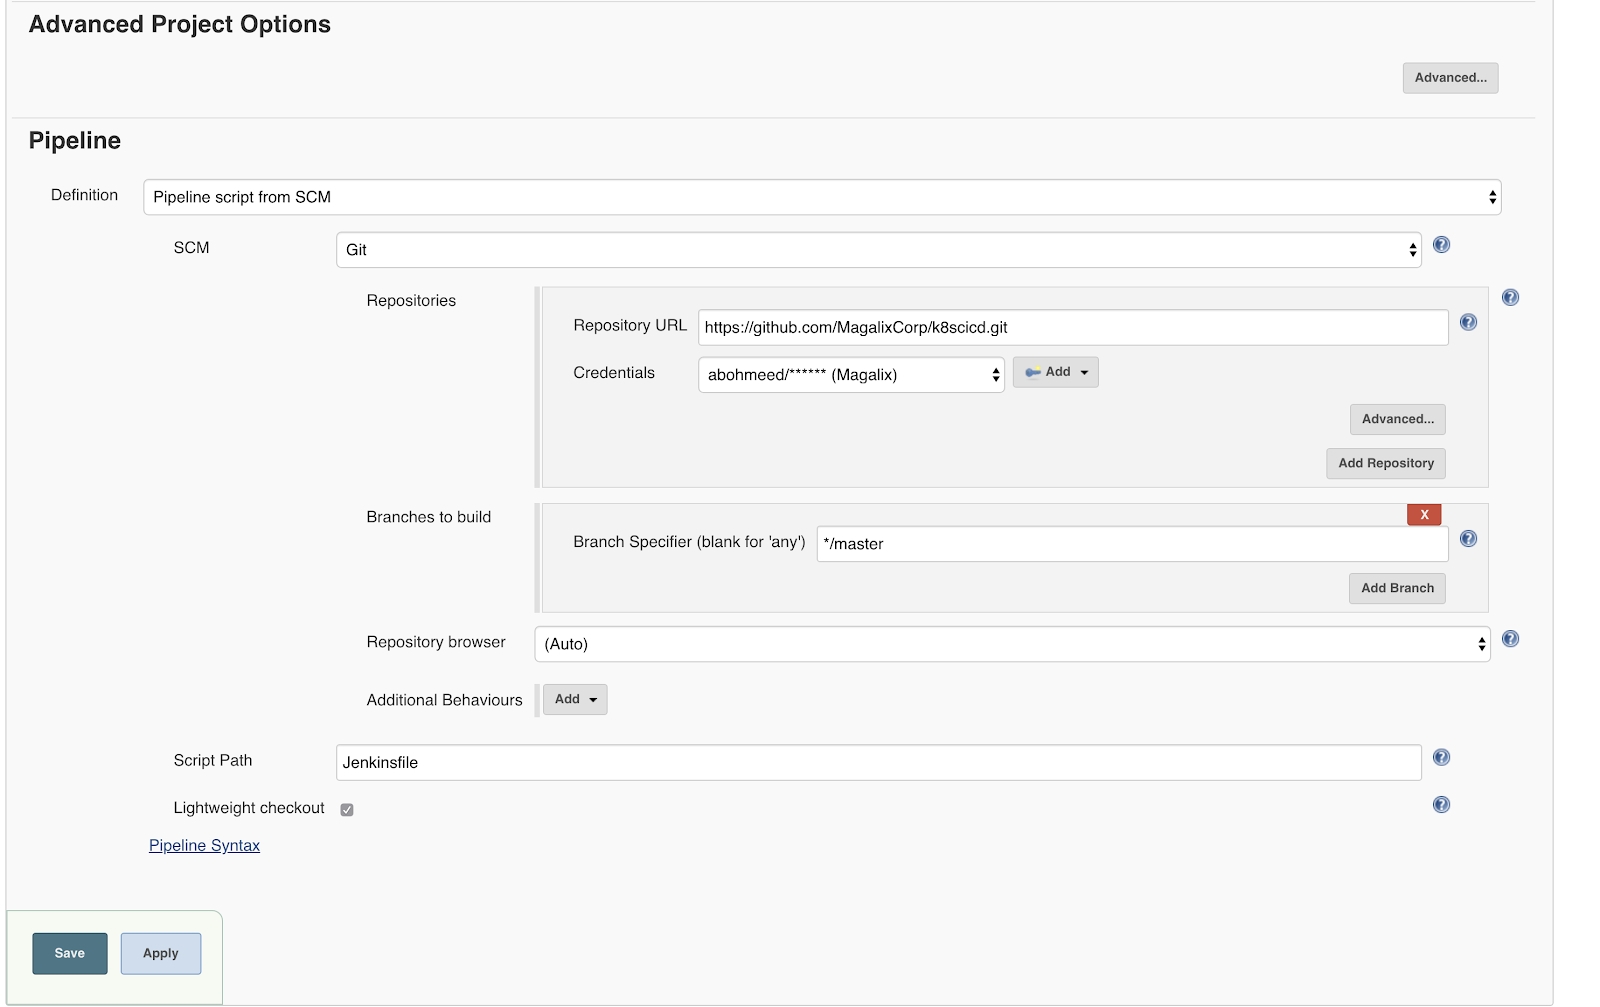 Advanced Project Options
Advanced...
Pipeline
Definition
Pipeline script from SCM
SCM
Git
Repositories
Repository URL
https://github.com/MagalixCorp/k8scicd.git
Credentials
abohmeed/****** (Magalix)
Add
Advanced...
Add Repository
Branches to build
X
Branch Specifier (blank for 'any')
*/master
Add Branch
Repository browser
(Auto)
Additional Behaviours
Add
Script Path
Jenkinsfile
Lightweight checkout
Pipeline Syntax
Save
Apply